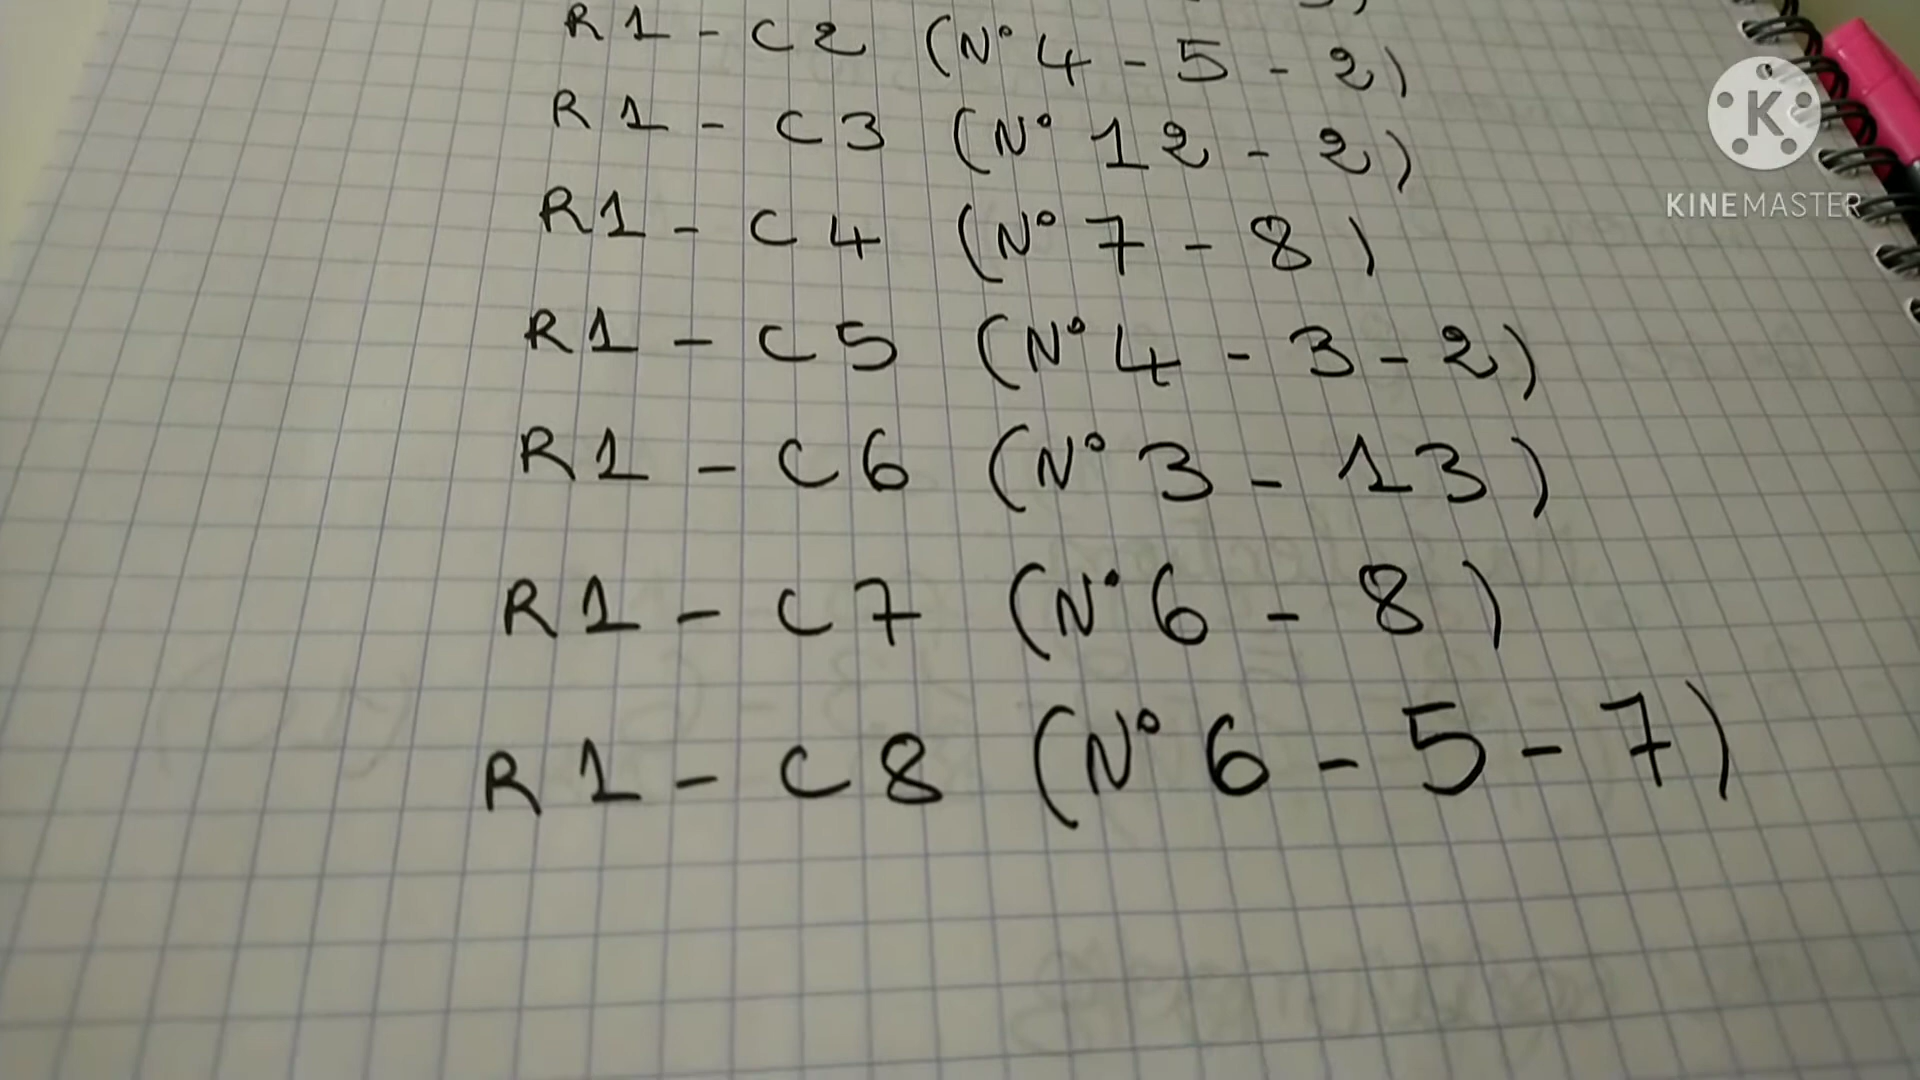 R1 - C2 (N° 4 - 5 - 2)
R1 - C3 (N° 12 - 2)
R1 - C4 (N° 7 - 8)
R1 - C5 (N° 4 - 3 - 2)
R1 - C6 (N° 3 - 13)
R1 - C7 (N° 6 - 8)
R1 - C8 (N° 6 - 5 - 7)
K
KINEMASTER